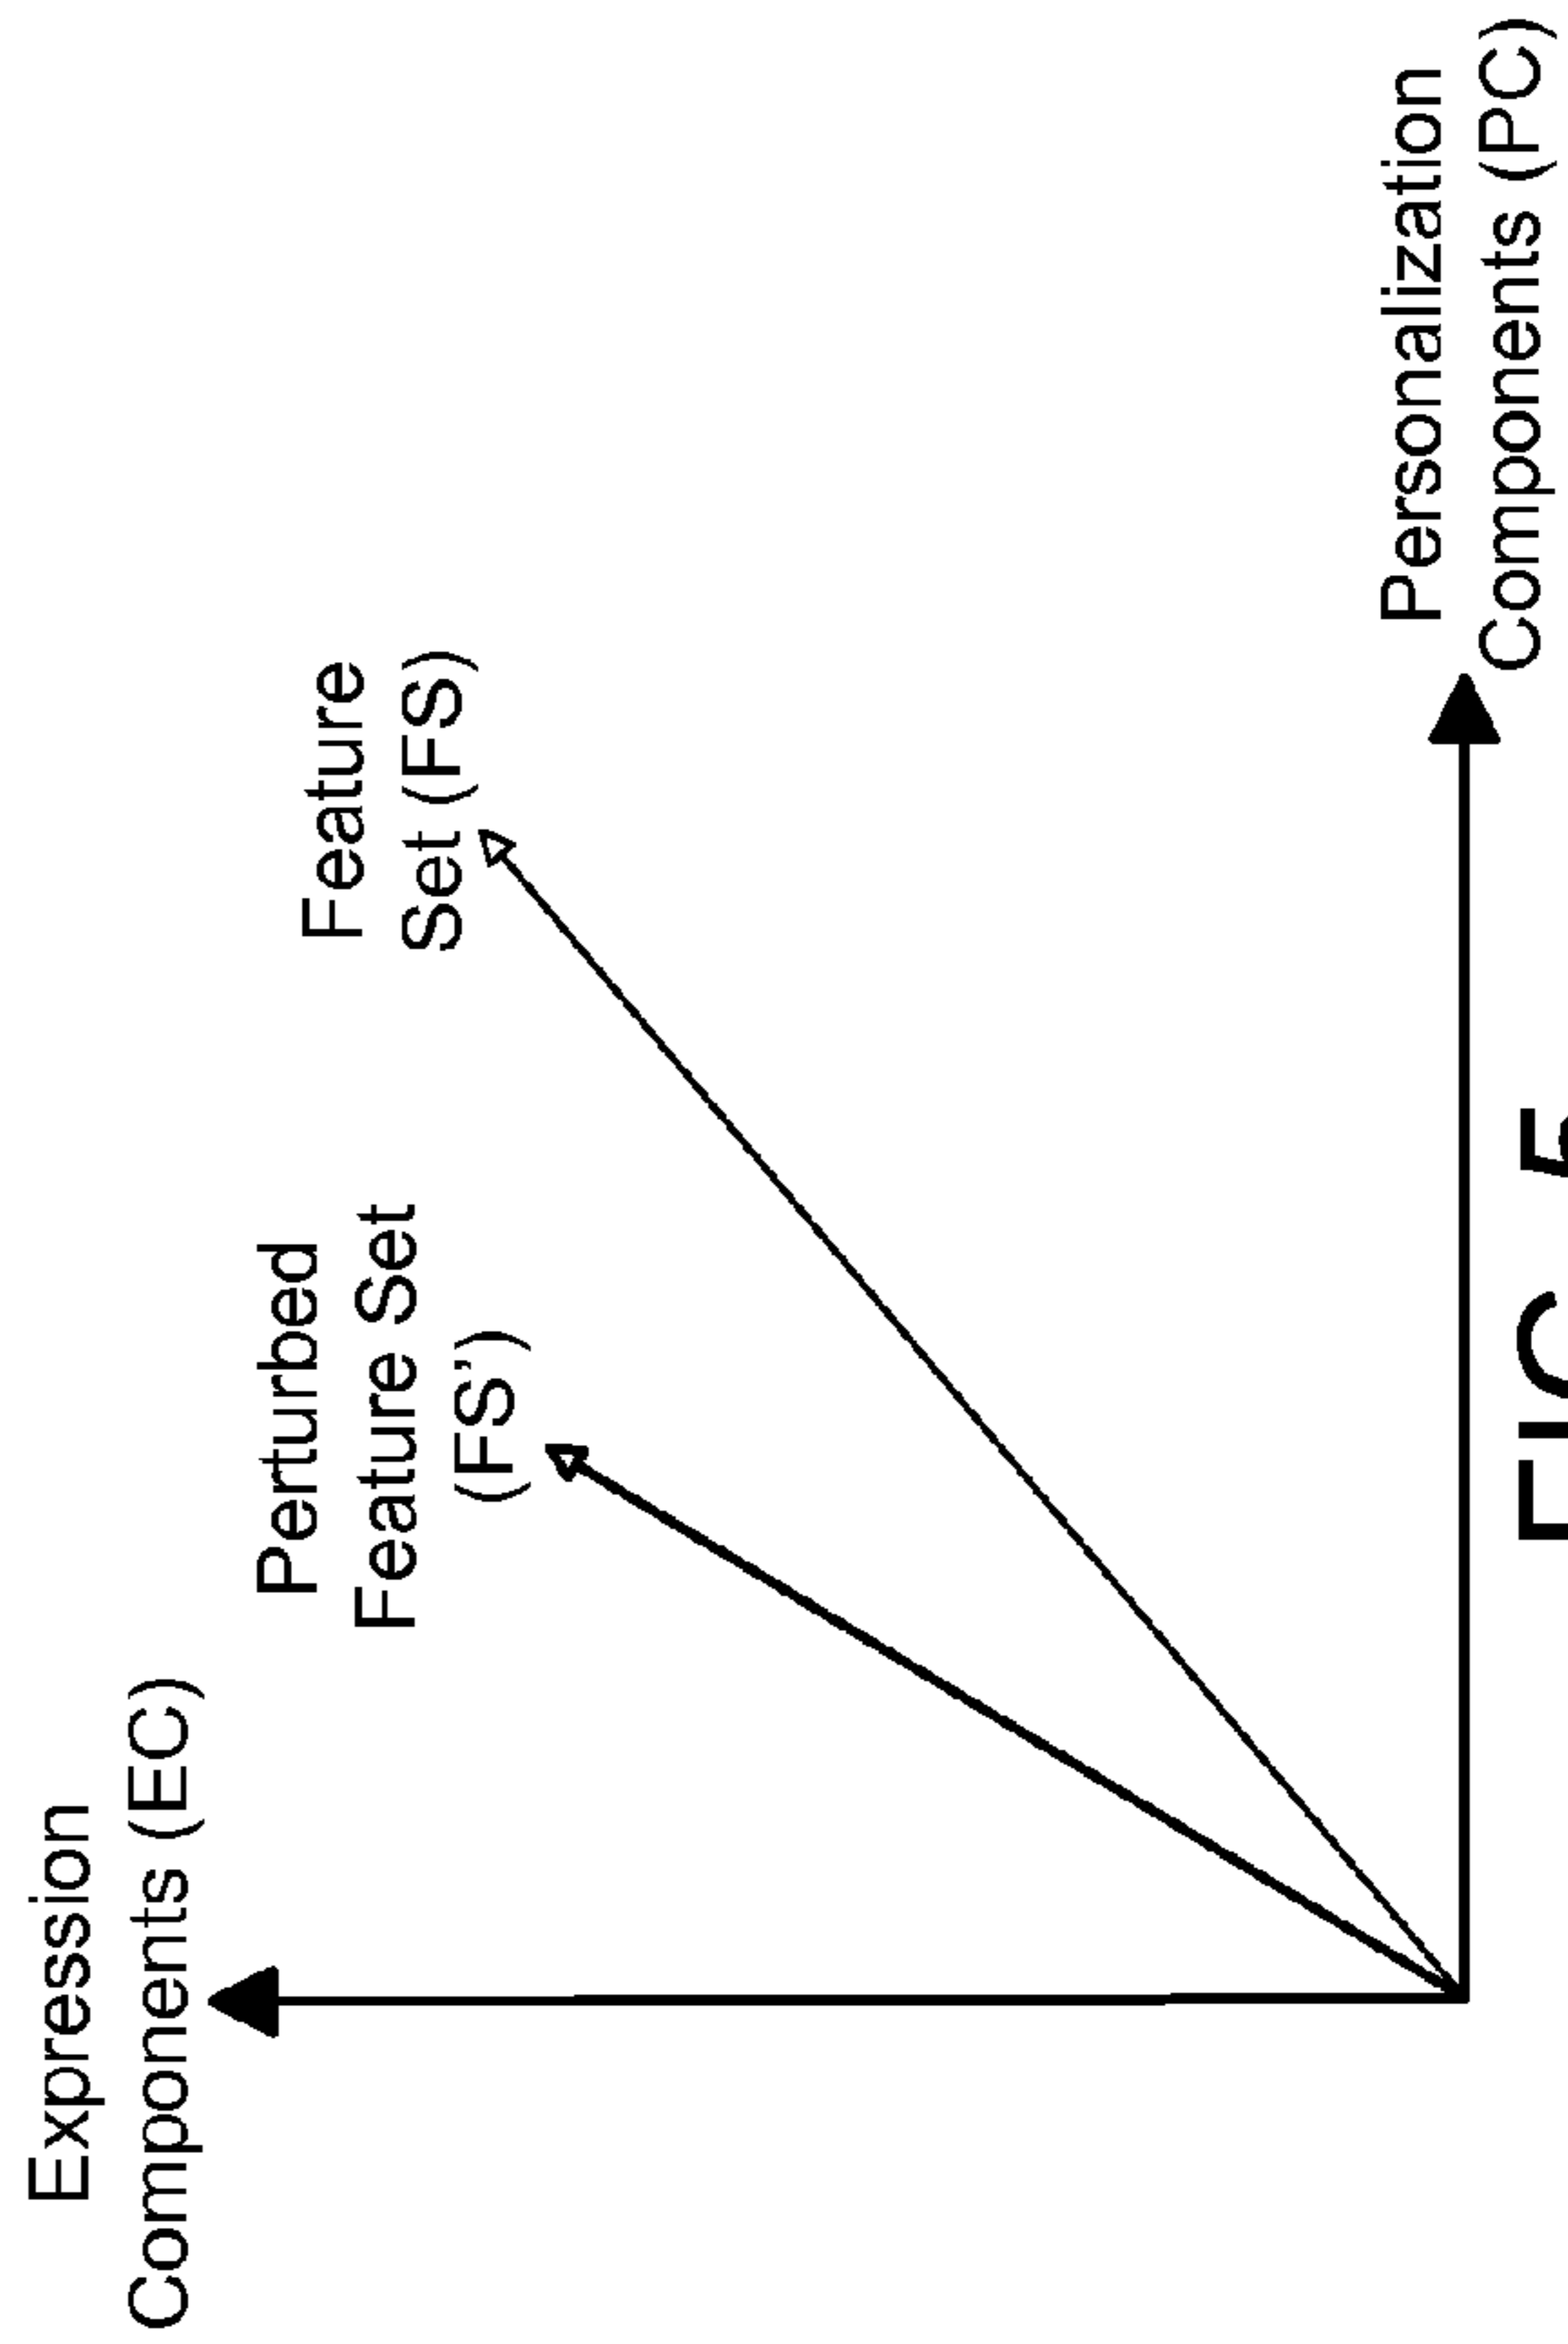 Expression
Components (EC)
Perturbed
Feature Set
(FS’)
Feature
Set (FS)
Personalization
Components (PC)